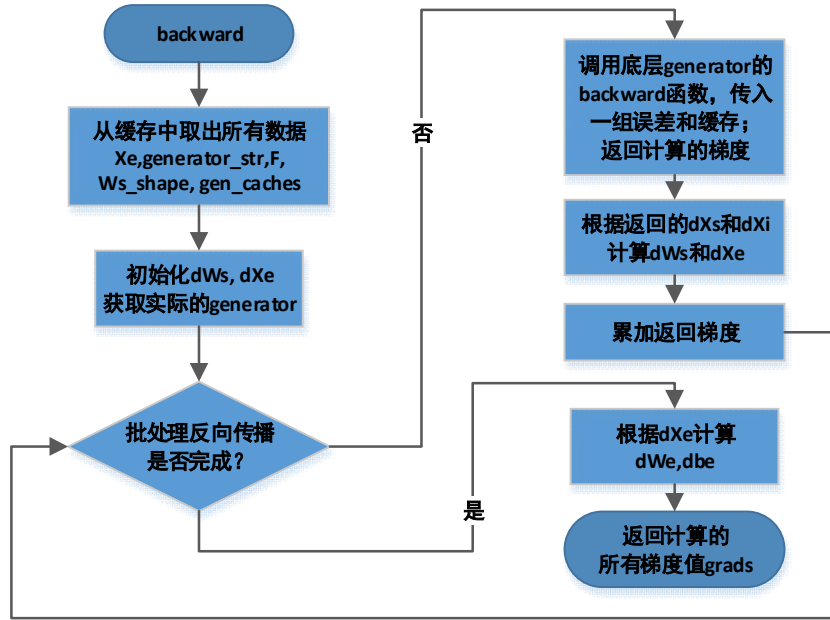 backward
从缓存中取出所有数据
Xe,generator_str,F,
Ws_shape, gen_caches
初始化dWs, dXe
获取实际的generator
批处理反向传播
是否完成？
否
调用底层generator的
backward函数，传入
一组误差和缓存；
返回计算的梯度
根据返回的dXs和dXi
计算dWs和dXe
累加返回梯度
是
根据dXe计算
dWe,dbe
返回计算的
所有梯度值grads